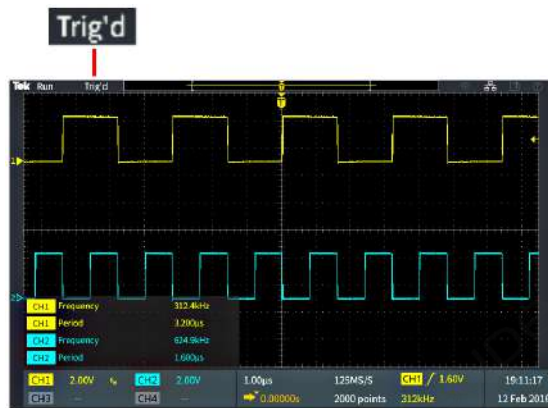 Trig'd
Tek Run Trig'd
T
1
2
CH1 Frequency 312.4kHz
CH1 Period 3.200µs
CH2 Frequency 624.9kHz
CH2 Period 1.600µs
CH1 2.00V CH2 2.00V 1.00µs 125MS/S CH1 / 1.60V 19:11:17
CH3 --- CH4 --- 0.00000s 2000 points 312kHz 12 Feb 2016